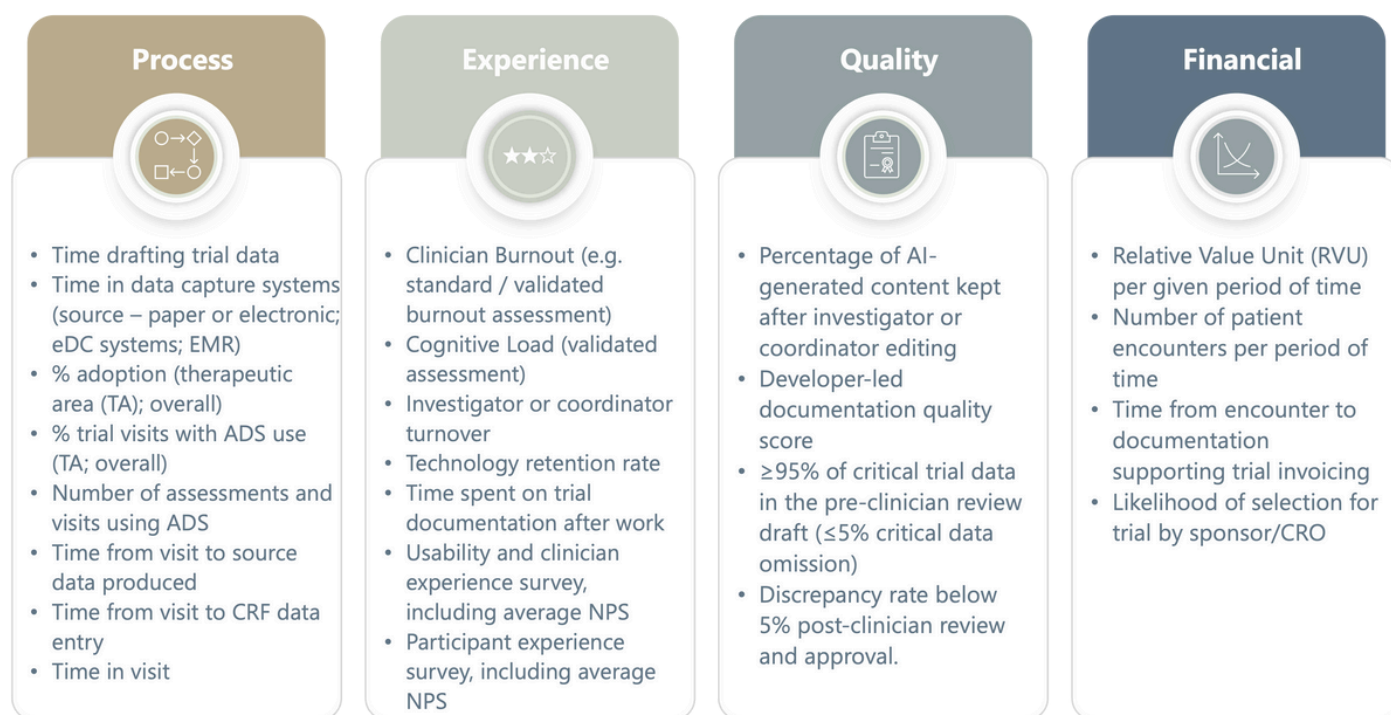 Process
• Time drafting trial data
• Time in data capture systems
(source – paper or electronic;
eDC systems; EMR)
• % adoption (therapeutic
area (TA); overall)
• % trial visits with ADS use
(TA; overall)
• Number of assessments and
visits using ADS
• Time from visit to source
data produced
• Time from visit to CRF data
entry
• Time in visit
Experience
• Clinician Burnout (e.g.
standard / validated
burnout assessment)
• Cognitive Load (validated
assessment)
• Investigator or coordinator
turnover
• Technology retention rate
• Time spent on trial
documentation after work
• Usability and clinician
experience survey,
including average NPS
• Participant experience
survey, including average
NPS
Quality
• Percentage of AI-
generated content kept
after investigator or
coordinator editing
• Developer-led
documentation quality
score
• ≥95% of critical trial data
in the pre-clinician review
draft (≤5% critical data
omission)
• Discrepancy rate below
5% post-clinician review
and approval.
Financial
• Relative Value Unit (RVU)
per given period of time
• Number of patient
encounters per period of
time
• Time from encounter to
documentation
supporting trial invoicing
• Likelihood of selection for
trial by sponsor/CRO